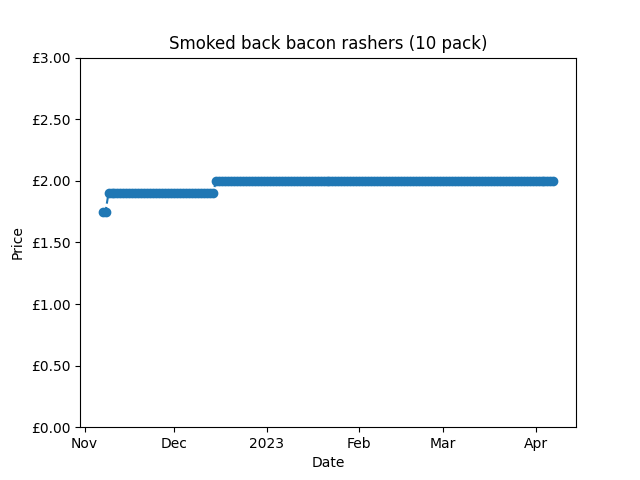 Smoked back bacon rashers (10 pack)
£3.00
£2.50
£2.00
£1.50
£1.00
£0.50
£0.00
Price
Nov Dec 2023 Feb Mar Apr
Date